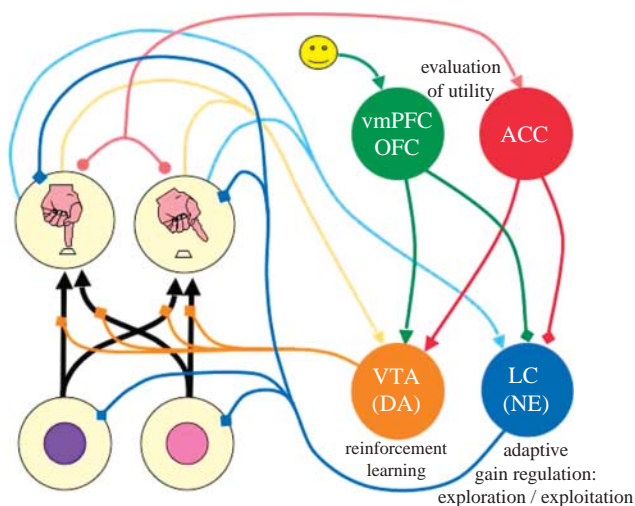 evaluation
of utility
vmPFC
OFC
ACC
VTA
(DA)
LC
(NE)
reinforcement
learning
adaptive
gain regulation:
exploration / exploitation